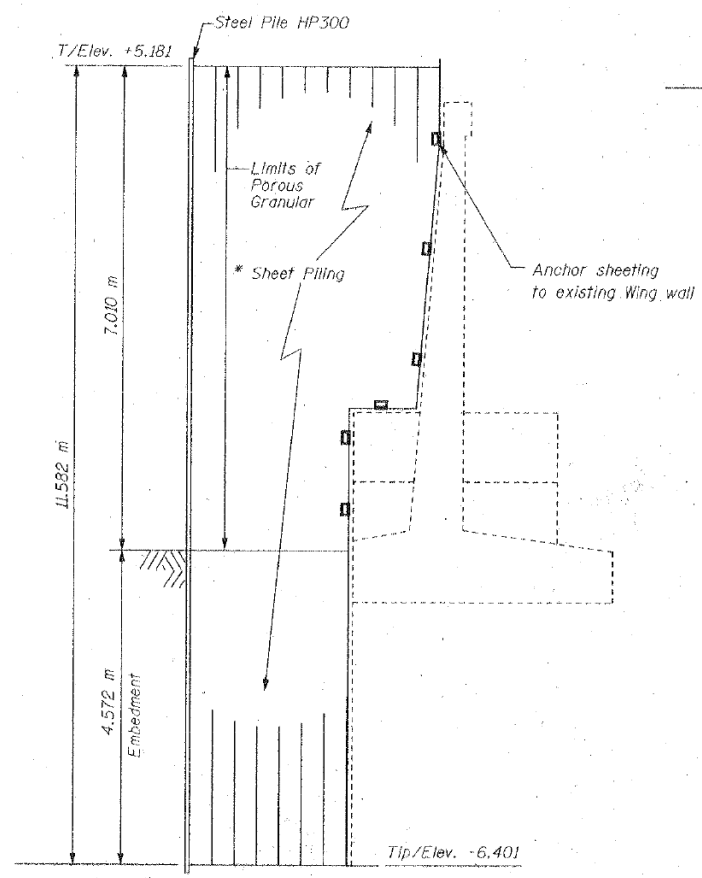 Steel Pile HP300
T/Elev. +5.181
Limits of
Porous
Granular
* Sheet Piling
Anchor sheeting
to existing Wing wall
7.010 m
11.582 m
4.572 m
Embedment
Tip/Elev. -6.401